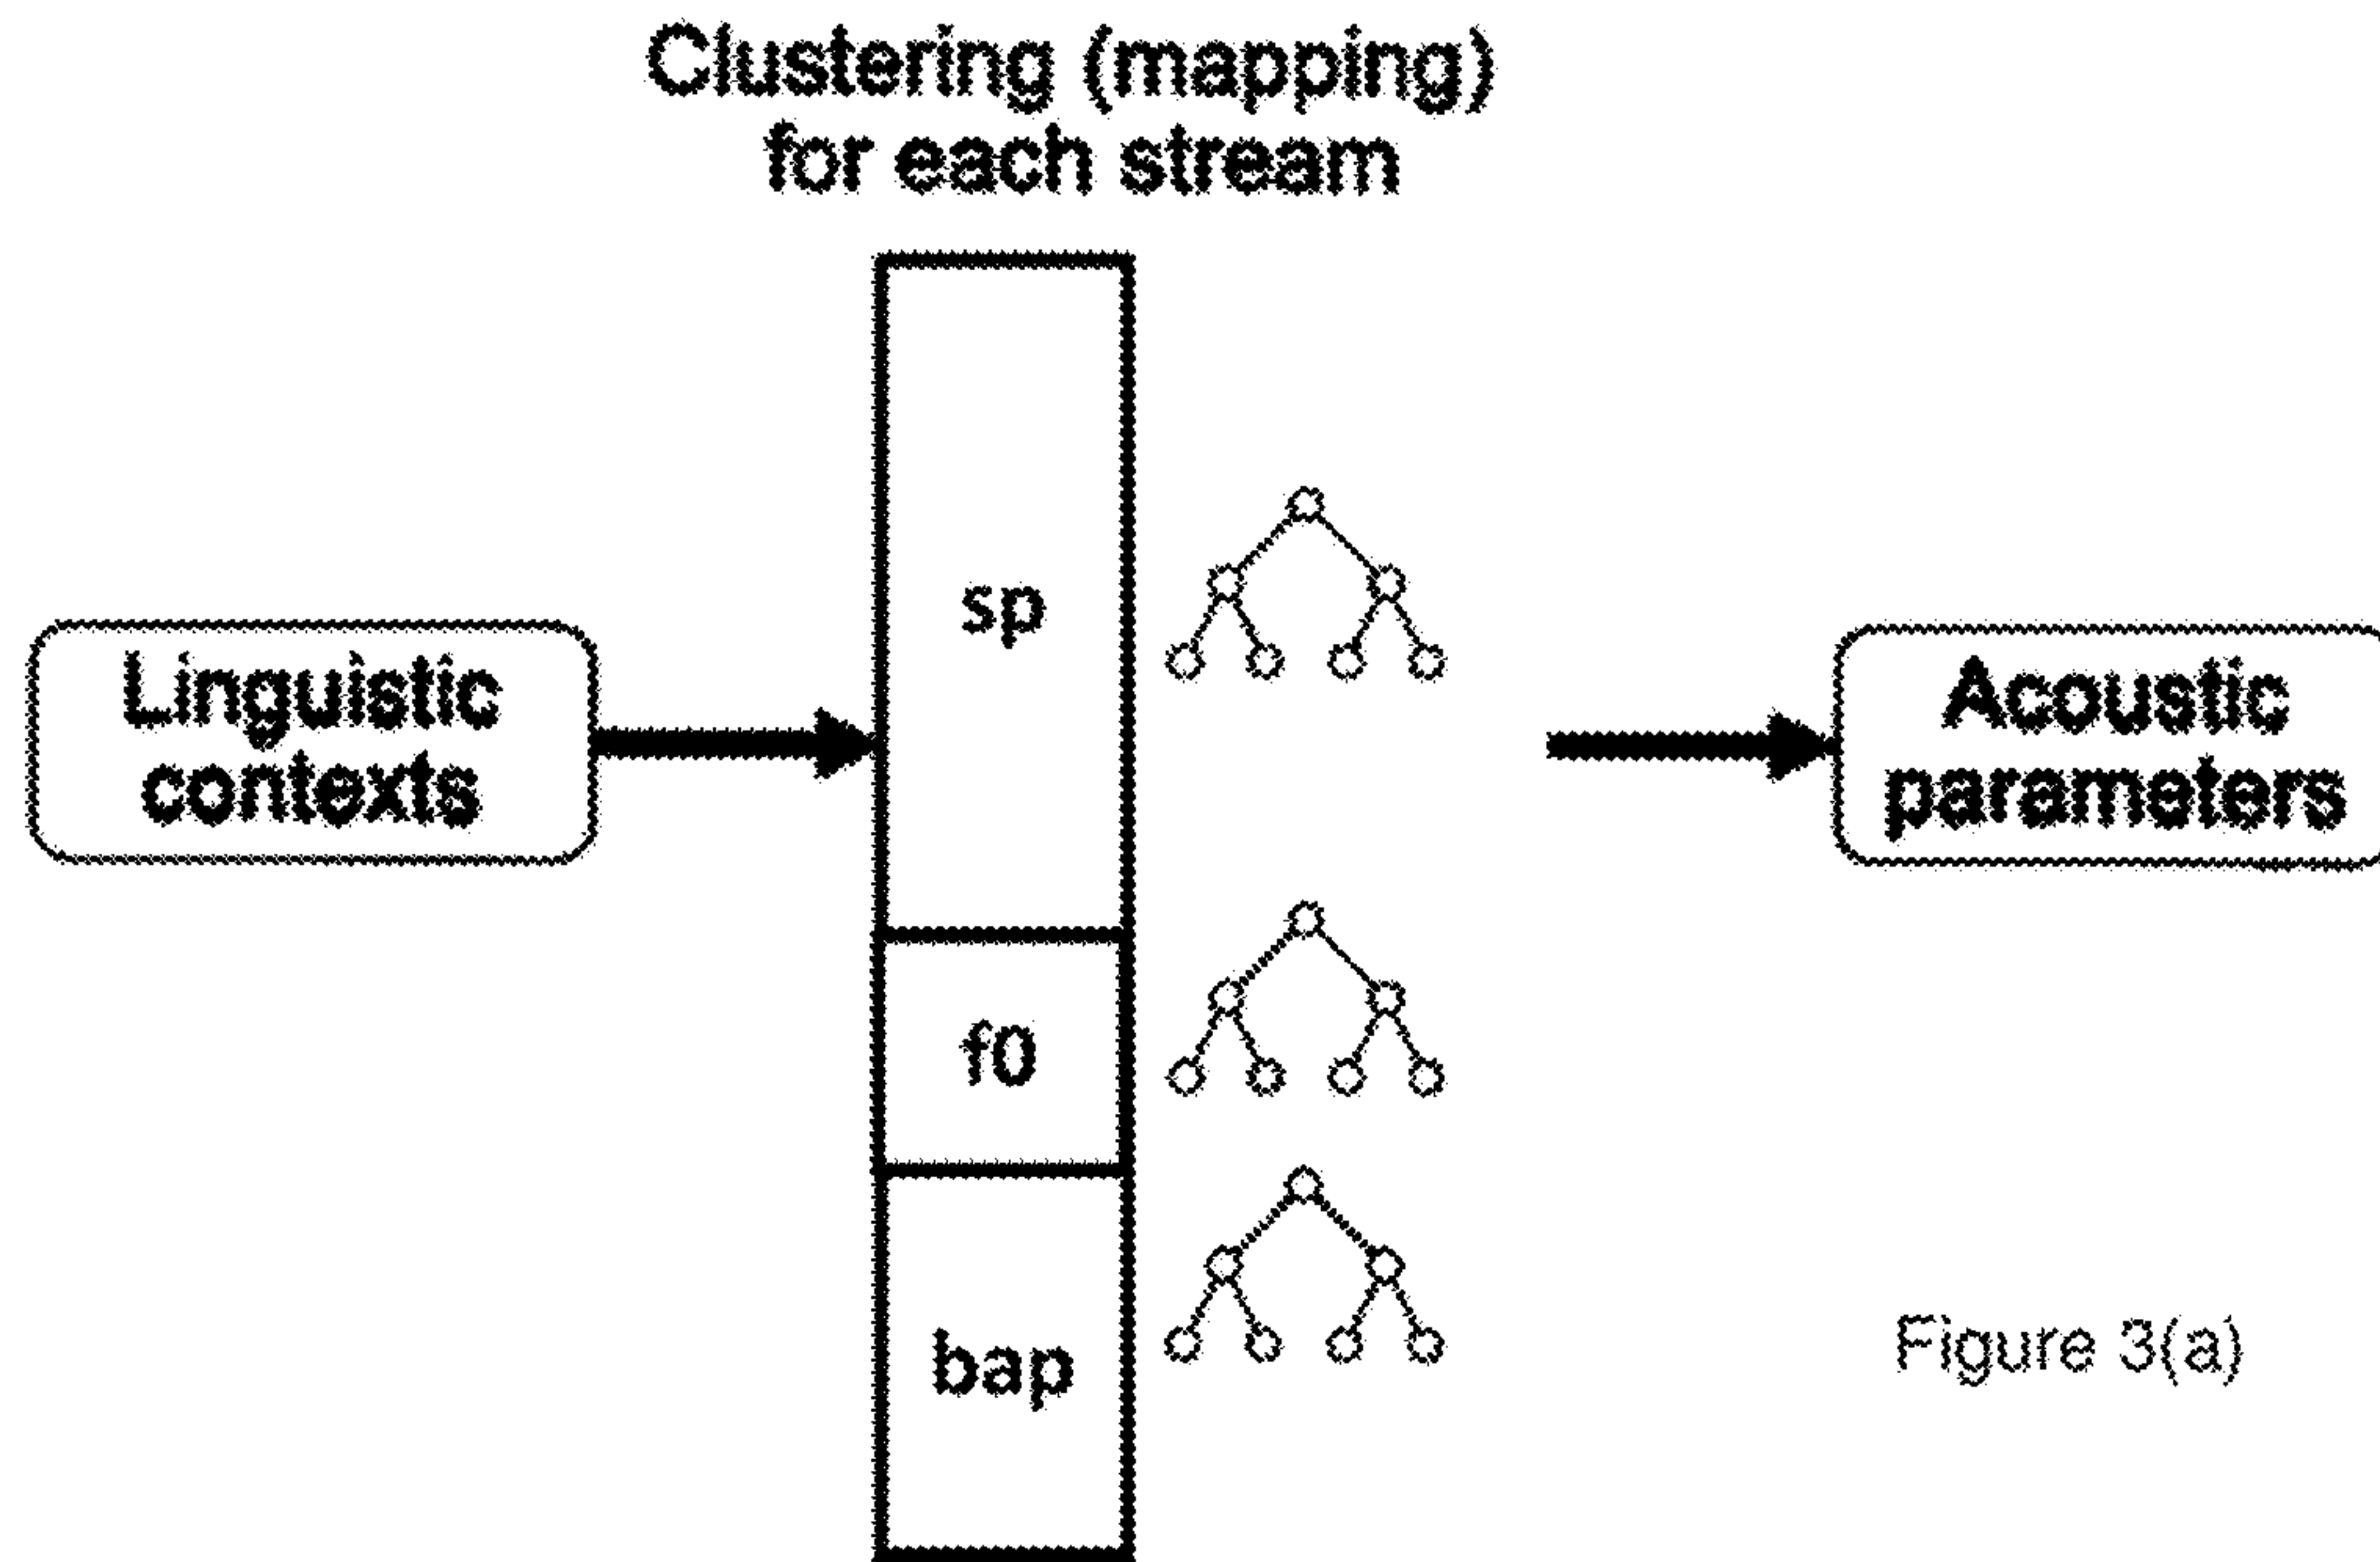 Clustering (mapping)
for each stream
sp
Linguistic
contexts
Acoustic
parameters
f0
bap
Figure 3(a)